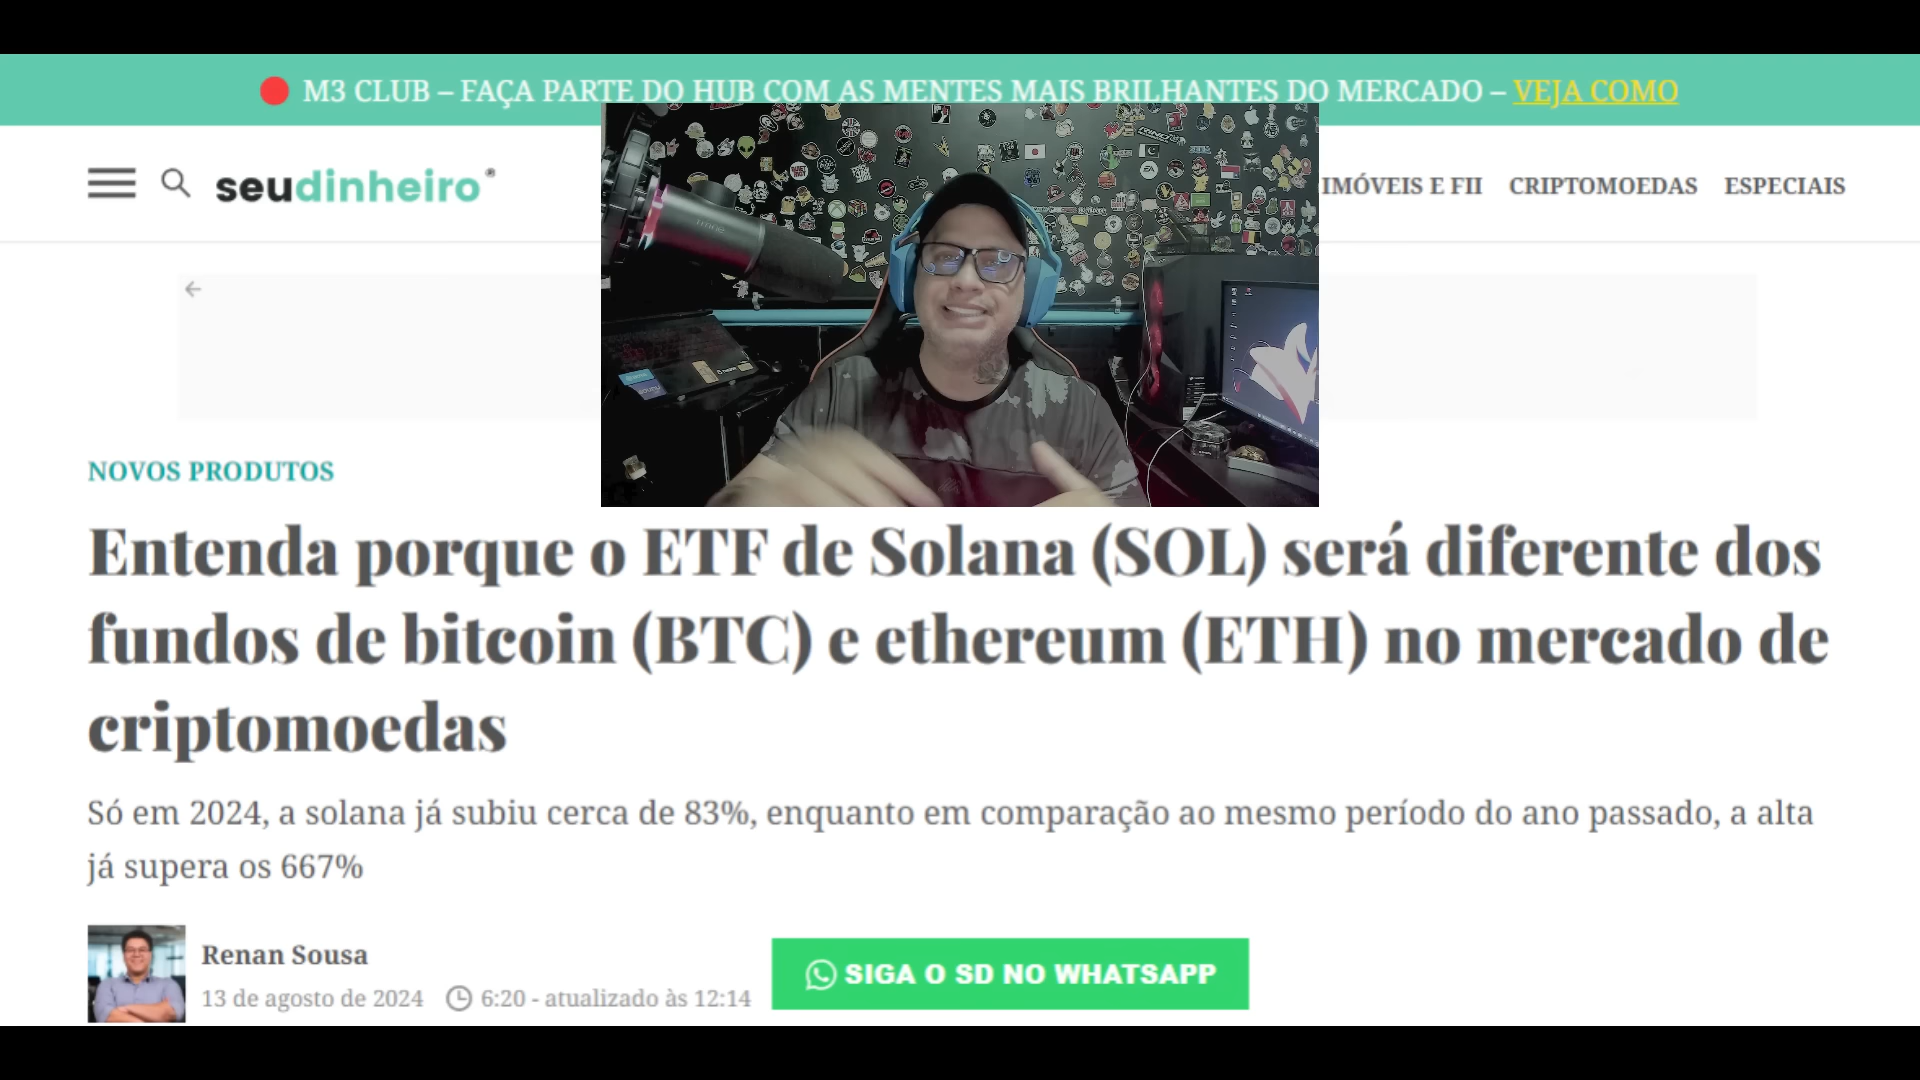 M3 CLUB – FAÇA PARTE DO HUB COM AS MENTES MAIS BRILHANTES DO MERCADO – VEJA COMO
seudinheiro
IMÓVEIS E FII CRIPTOMOEDAS ESPECIAIS
NOVOS PRODUTOS
Entenda porque o ETF de Solana (SOL) será diferente dos
fundos de bitcoin (BTC) e ethereum (ETH) no mercado de
criptomoedas
Só em 2024, a solana já subiu cerca de 83%, enquanto em comparação ao mesmo período do ano passado, a alta
já supera os 667%
Renan Sousa
13 de agosto de 2024 6:20 - atualizado às 12:14
SIGA O SD NO WHATSAPP